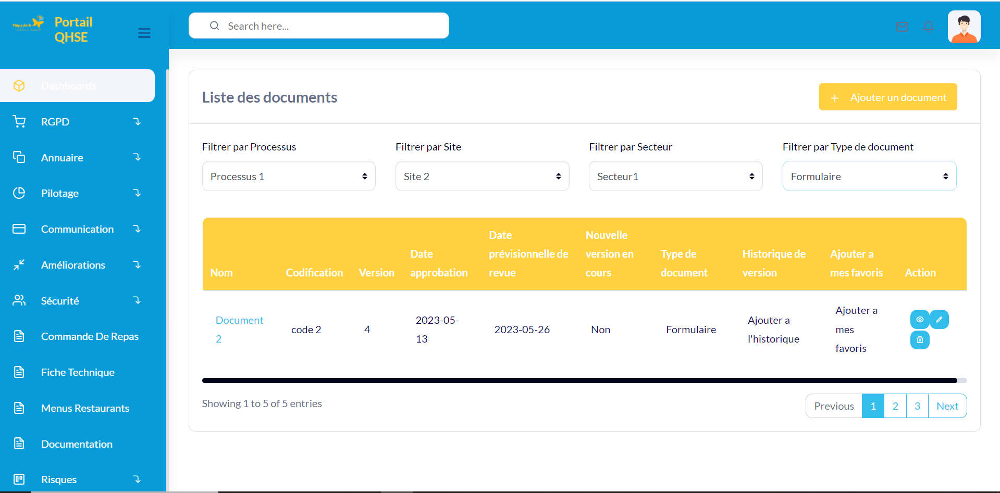 Päiperléck
Portail
QHSE
Search here...
Dashboards
RGPD
Annuaire
Pilotage
Communication
Améliorations
Sécurité
Commande De Repas
Fiche Technique
Menus Restaurants
Documentation
Risques
Liste des documents
+ Ajouter un document
Filtrer par Processus
Processus 1
Filtrer par Site
Site 2
Filtrer par Secteur
Secteur1
Filtrer par Type de document
Formulaire
Nom
Codification
Version
Date
approbation
Date
prévisionnelle de
revue
Nouvelle
version en
cours
Type de
document
Historique de
version
Ajouter a
mes favoris
Action
Document
2
code 2
4
2023-05-
13
2023-05-26
Non
Formulaire
Ajouter a
l'historique
Ajouter a
mes
favoris
Showing 1 to 5 of 5 entries
Previous 1 2 3 Next